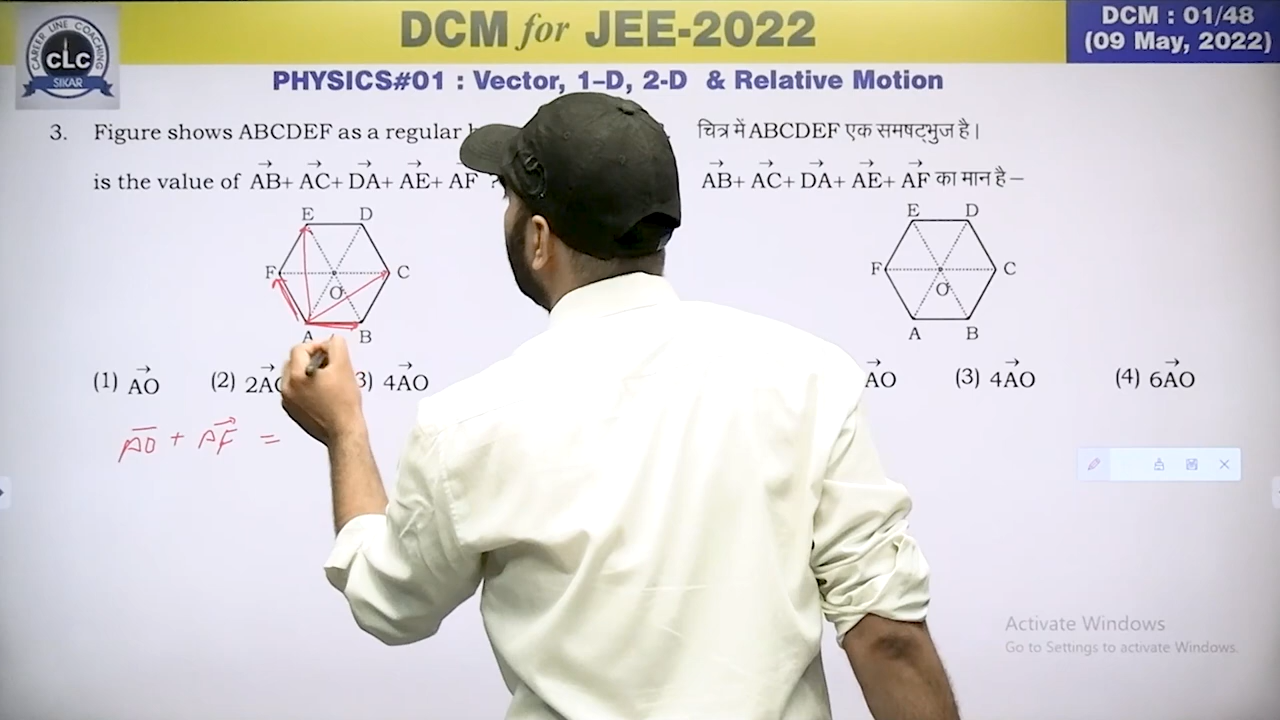 CAREER LINE COACHING
CLC
SIKAR
DCM for JEE-2022
DCM : 01/48
(09 May, 2022)
PHYSICS#01 : Vector, 1–D, 2-D & Relative Motion
3. Figure shows ABCDEF as a regular
is the value of AB+ AC+ DA+ AE+ AF ?
E D
F C
O
A B
(1) AO (2) 2AO 3) 4AO
AO + AF =
चित्र में ABCDEF एक समषट्भुज है।
AB+ AC+ DA+ AE+ AF का मान है–
E D
F C
O
A B
AO (3) 4AO (4) 6AO
Activate Windows
Go to Settings to activate Windows.